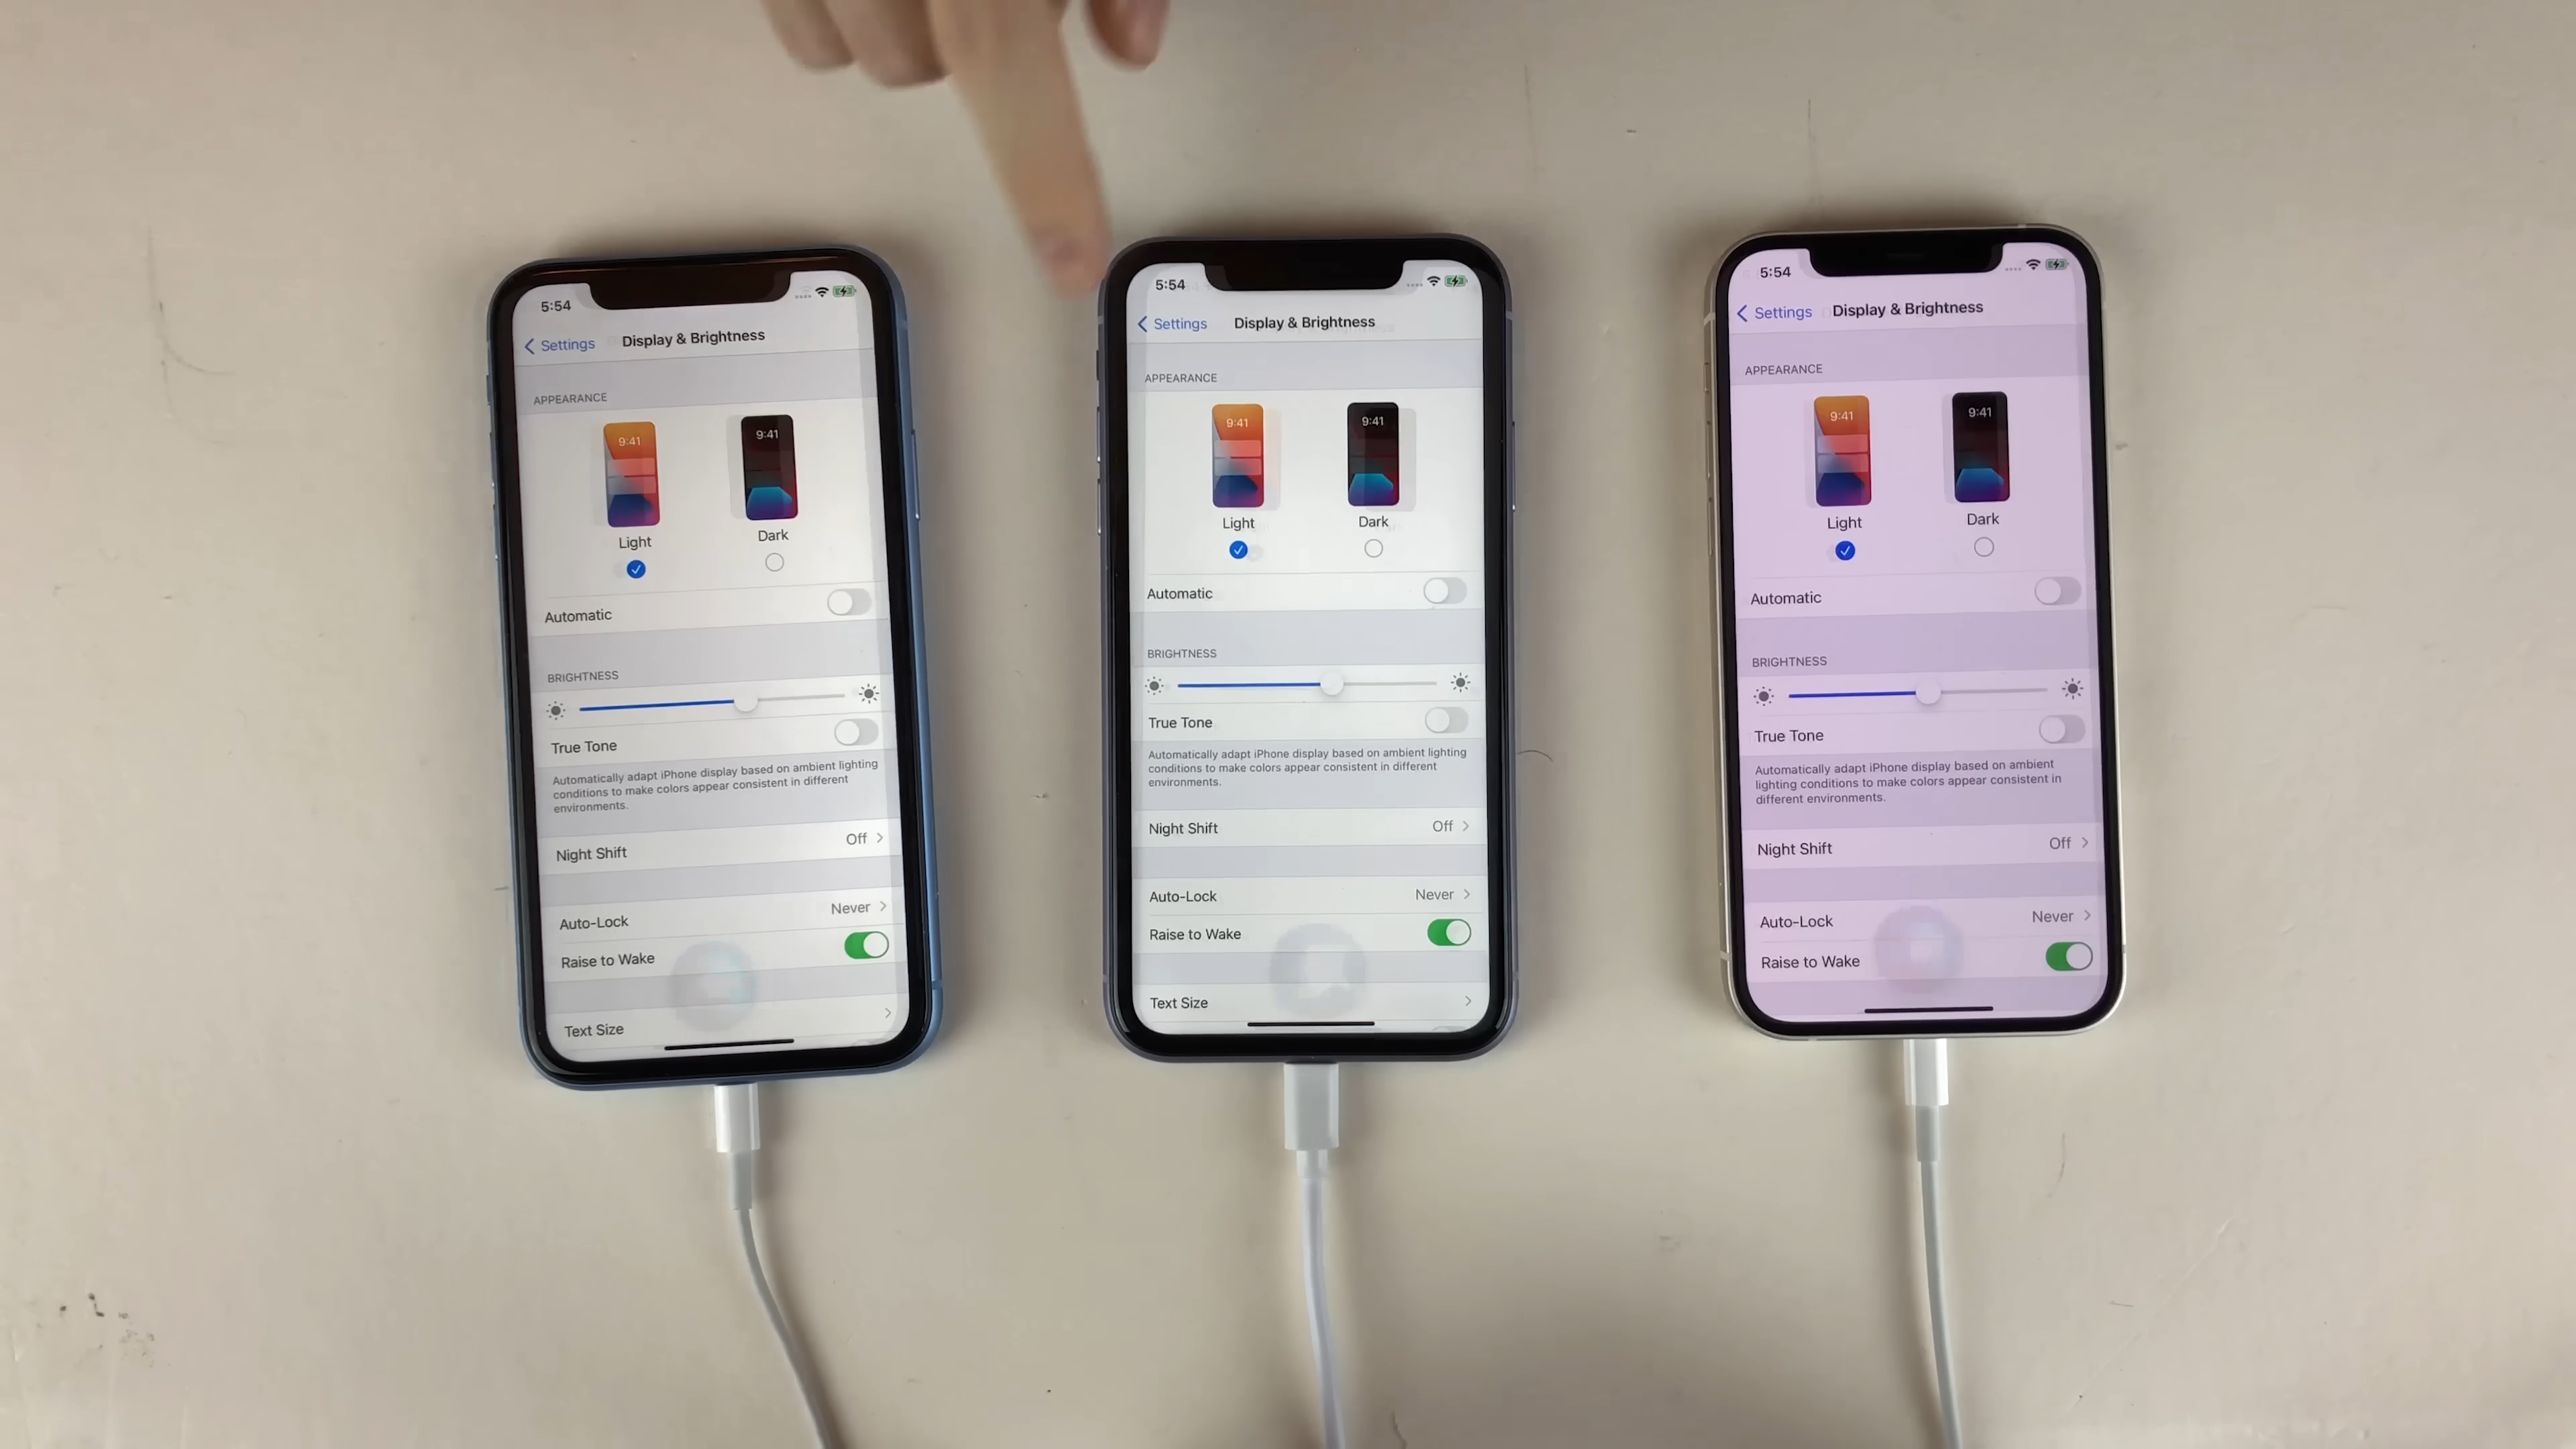 5:54
Settings
Display & Brightness
APPEARANCE
9:41
9:41
Light
Dark
Automatic
BRIGHTNESS
True Tone
Automatically adapt iPhone display based on ambient lighting
conditions to make colors appear consistent in different
environments.
Night Shift
Off
Auto-Lock
Never
Raise to Wake
Text Size
5:54
Settings
Display & Brightness
APPEARANCE
9:41
9:41
Light
Dark
Automatic
BRIGHTNESS
True Tone
Automatically adapt iPhone display based on ambient lighting
conditions to make colors appear consistent in different
environments.
Night Shift
Off
Auto-Lock
Never
Raise to Wake
Text Size
5:54
Settings
Display & Brightness
APPEARANCE
9:41
9:41
Light
Dark
Automatic
BRIGHTNESS
True Tone
Automatically adapt iPhone display based on ambient
lighting conditions to make colors appear consistent in
different environments.
Night Shift
Off
Auto-Lock
Never
Raise to Wake